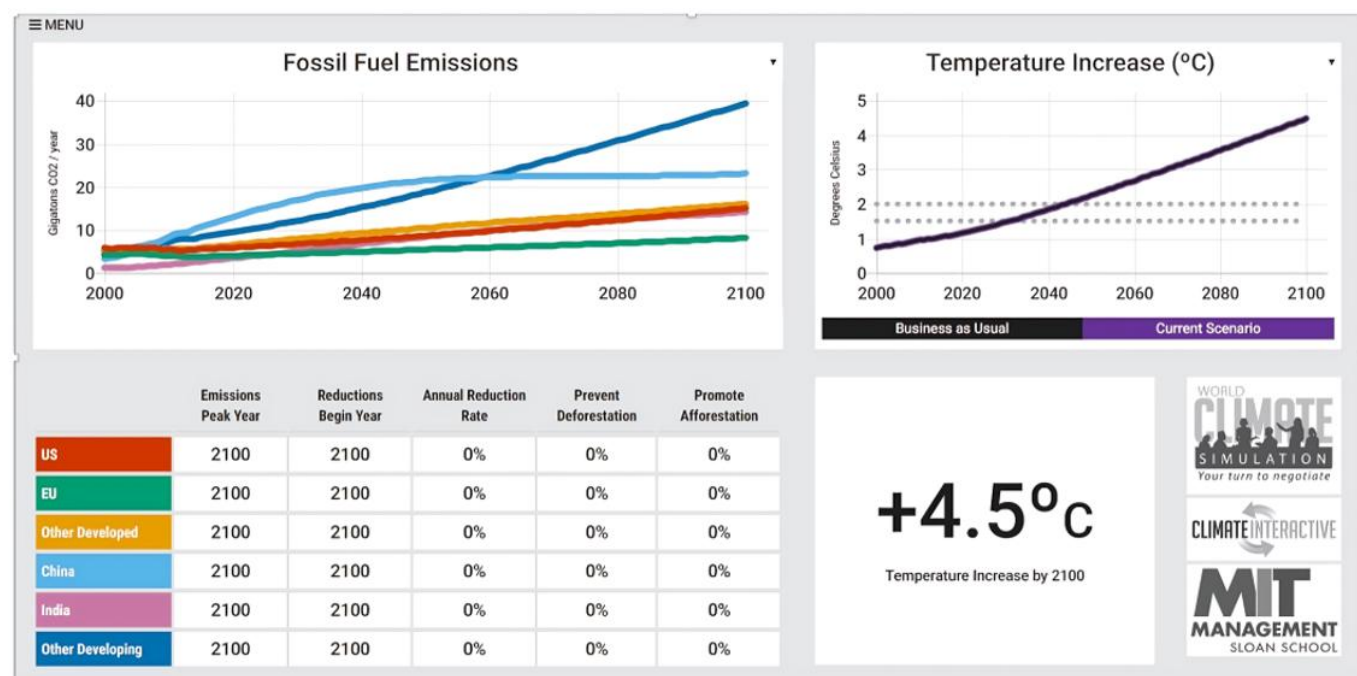 ☰ MENU
Fossil Fuel Emissions
Gigatons CO2 / year
40
30
20
10
0
2000 2020 2040 2060 2080 2100
Temperature Increase (ºC)
Degrees Celsius
5
4
3
2
1
0
2000 2020 2040 2060 2080 2100
Business as Usual Current Scenario
Emissions Peak Year Reductions Begin Year Annual Reduction Rate Prevent Deforestation Promote Afforestation
US 2100 2100 0% 0% 0%
EU 2100 2100 0% 0% 0%
Other Developed 2100 2100 0% 0% 0%
China 2100 2100 0% 0% 0%
India 2100 2100 0% 0% 0%
Other Developing 2100 2100 0% 0% 0%
+4.5ºC
Temperature Increase by 2100
WORLD
CLIMATE
SIMULATION
Your turn to negotiate
CLIMATE INTERACTIVE
MIT
MANAGEMENT
SLOAN SCHOOL